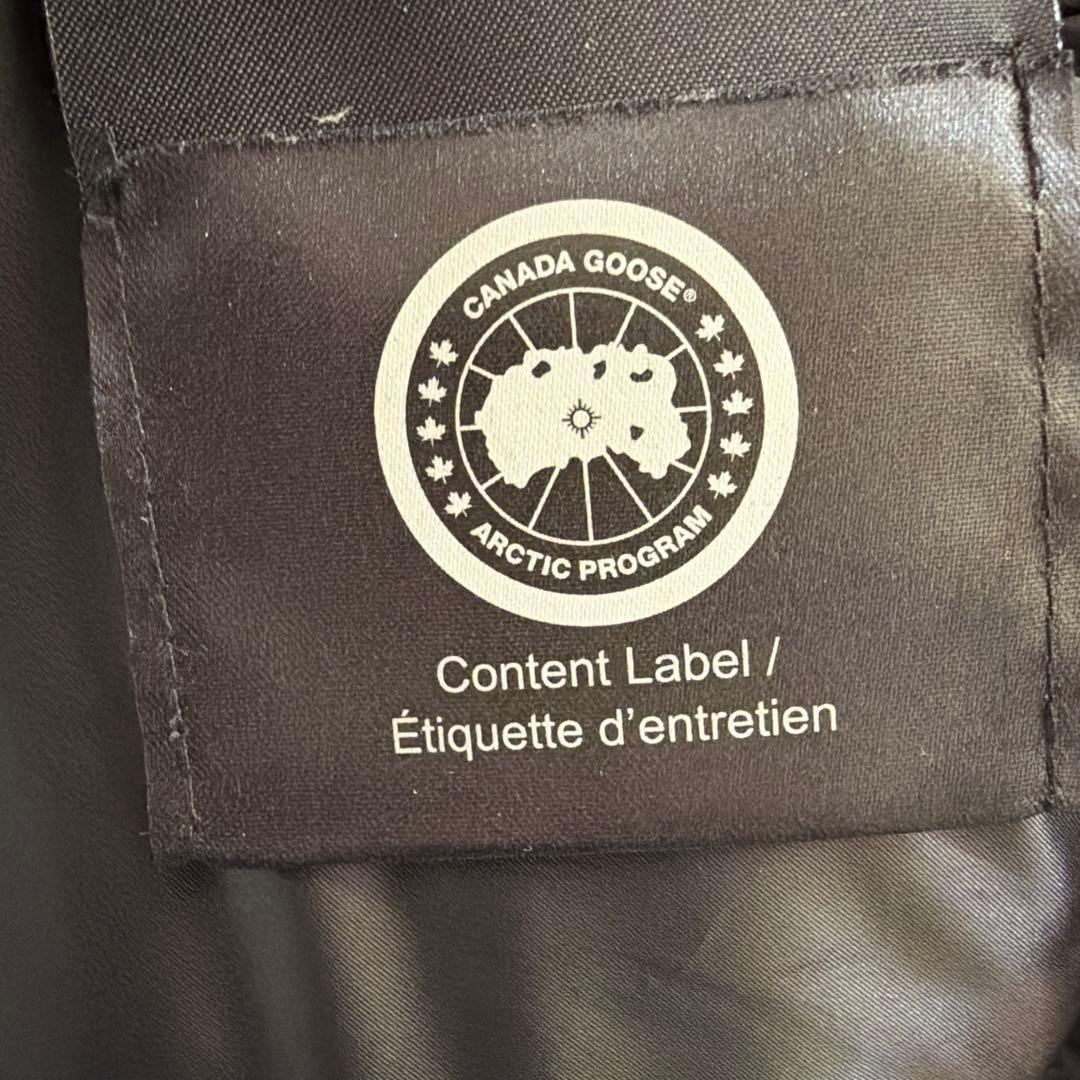 CANADA GOOSE®
ARCTIC PROGRAM
Content Label /
Étiquette d'entretien